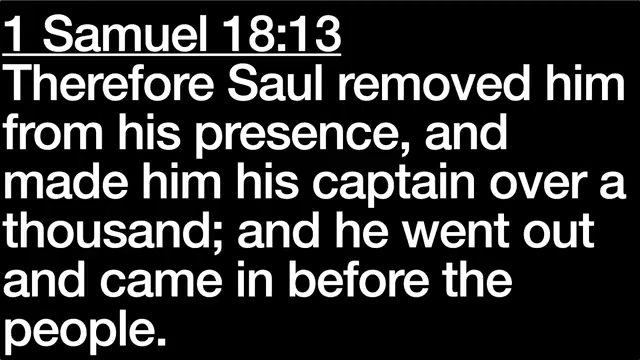 1 Samuel 18:13
Therefore Saul removed him
from his presence, and
made him his captain over a
thousand; and he went out
and came in before the
people.